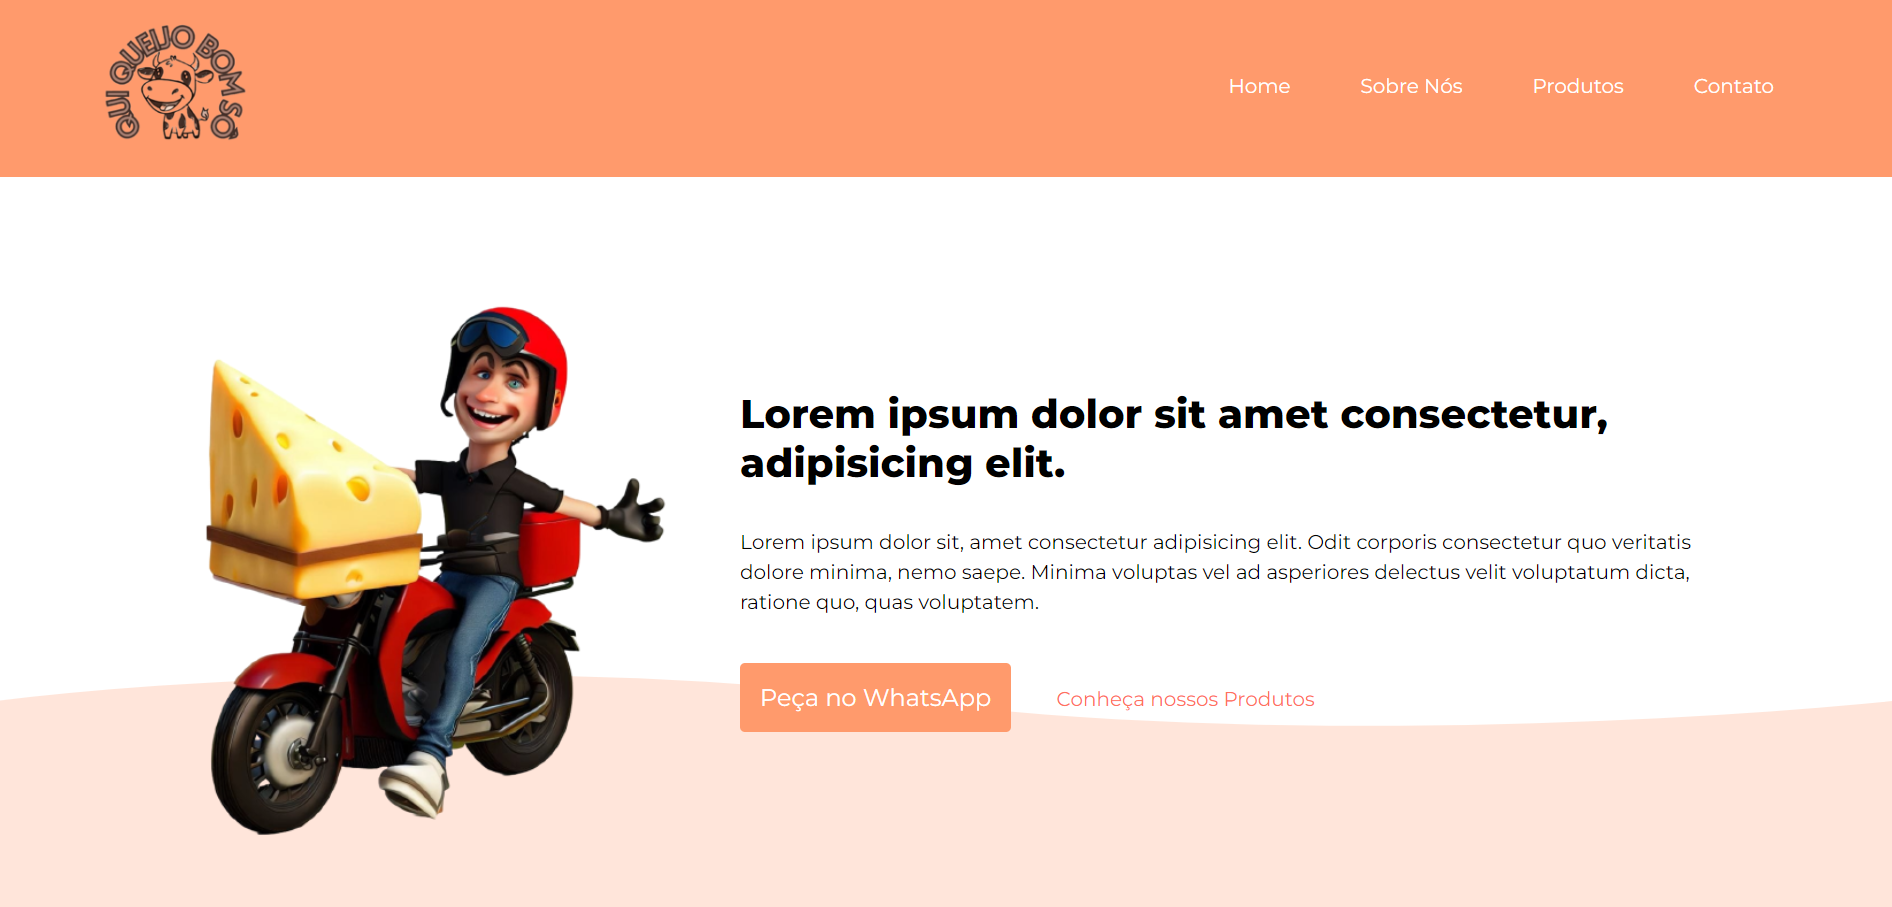 QUI QUEIJO BOM SÔ
Home
Sobre Nós
Produtos
Contato
Lorem ipsum dolor sit amet consectetur,
adipisicing elit.
Lorem ipsum dolor sit, amet consectetur adipisicing elit. Odit corporis consectetur quo veritatis
dolore minima, nemo saepe. Minima voluptas vel ad asperiores delectus velit voluptatum dicta,
ratione quo, quas voluptatem.
Peça no WhatsApp
Conheça nossos Produtos